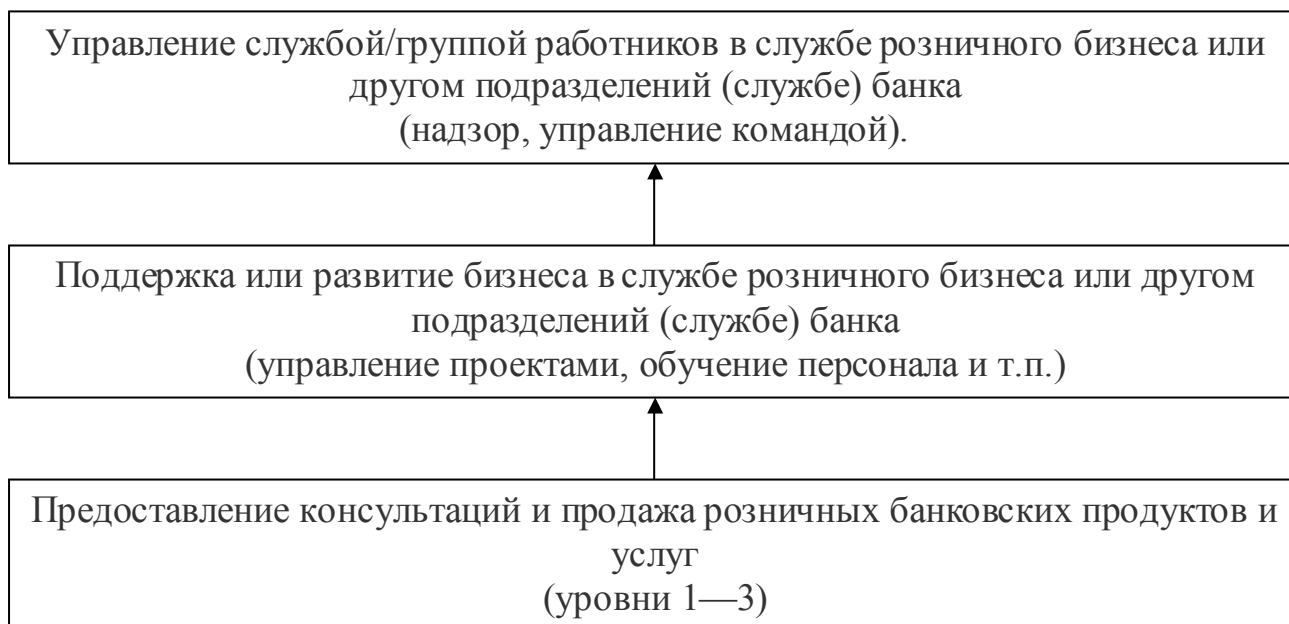 Управление службой/группой работников в службе розничного бизнеса или
другом подразделений (службе) банка
(надзор, управление командой).
Поддержка или развитие бизнеса в службе розничного бизнеса или другом
подразделений (службе) банка
(управление проектами, обучение персонала и т.п.)
Предоставление консультаций и продажа розничных банковских продуктов и
услуг
(уровни 1—3)